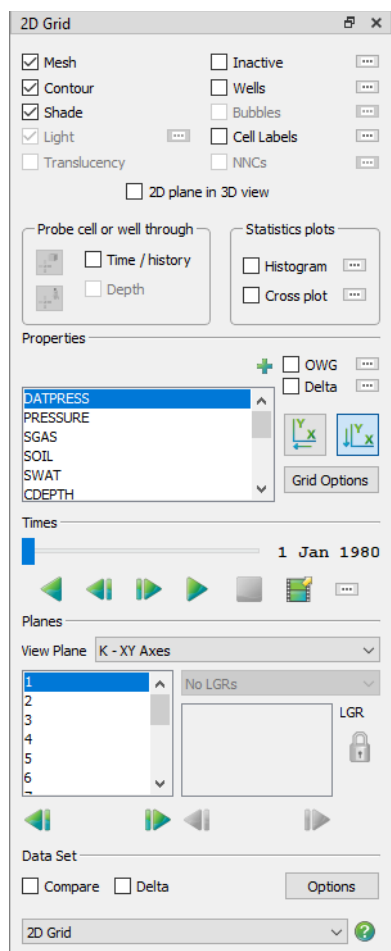 2D Grid
Mesh Inactive
Contour Wells
Shade Bubbles
Light Cell Labels
Translucency NNCs
2D plane in 3D view
Probe cell or well through Statistics plots
Time / history Histogram
Depth Cross plot
Properties
OWG
Delta
DATPRESS
PRESSURE
SGAS
SOIL
SWAT
CDEPTH
Y X Y X
Grid Options
Times
1 Jan 1980
Planes
View Plane K - XY Axes
1 No LGRs
2
3 LGR
4
5
6
Data Set
Compare Delta Options
2D Grid